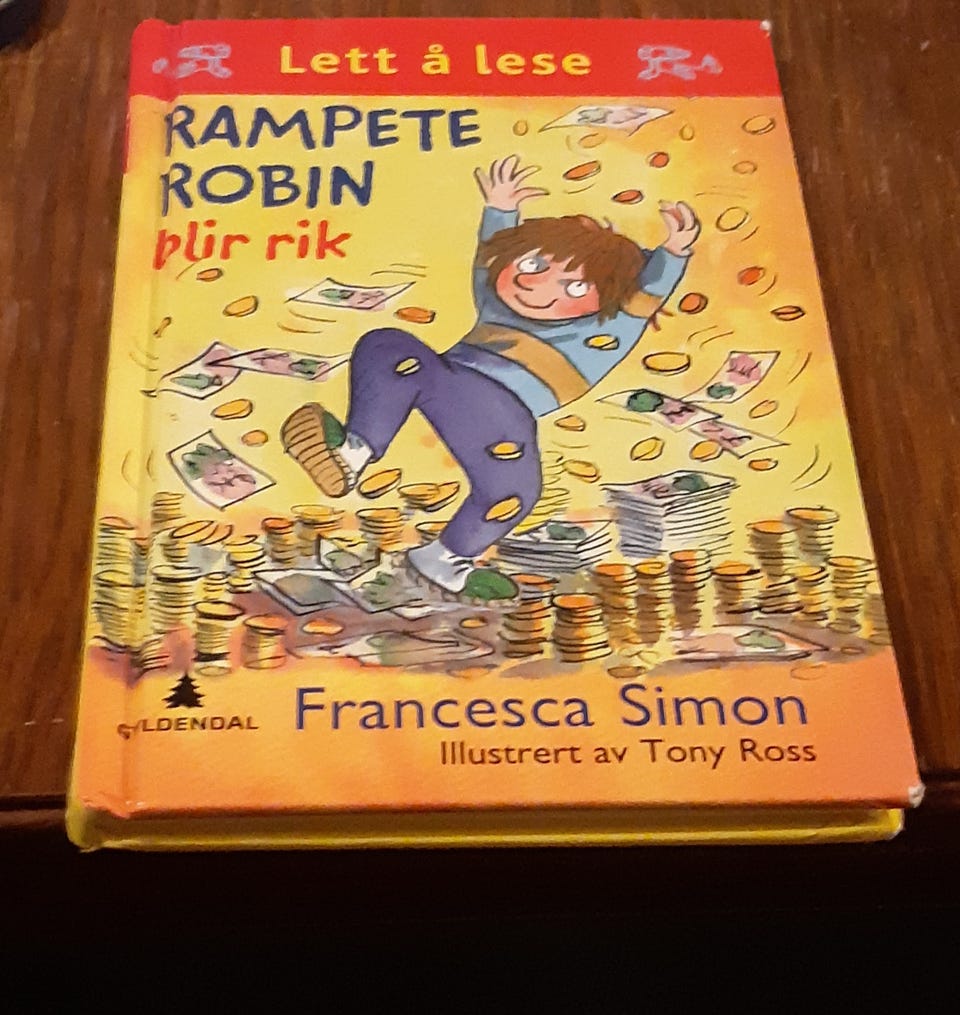 Lett å lese
RAMPETE
ROBIN
blir rik
GYLDENDAL
Francesca Simon
Illustrert av Tony Ross